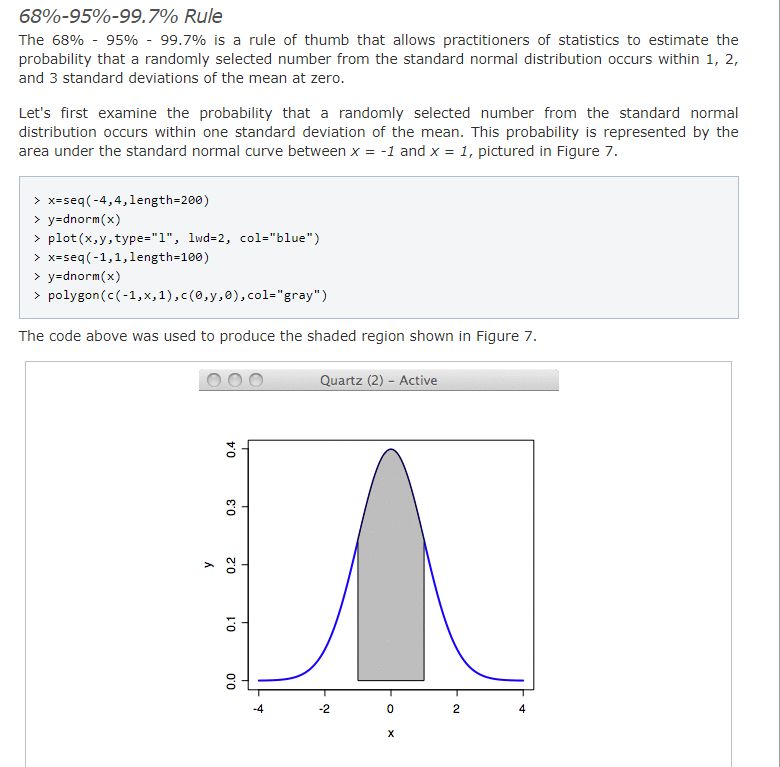 68%-95%-99.7% Rule
The 68% - 95% - 99.7% is a rule of thumb that allows practitioners of statistics to estimate the
probability that a randomly selected number from the standard normal distribution occurs within 1, 2,
and 3 standard deviations of the mean at zero.
Let's first examine the probability that a randomly selected number from the standard normal
distribution occurs within one standard deviation of the mean. This probability is represented by the
area under the standard normal curve between x = -1 and x = 1, pictured in Figure 7.
> x=seq(-4,4,length=200)
> y=dnorm(x)
> plot(x,y,type="l", lwd=2, col="blue")
> x=seq(-1,1,length=100)
> y=dnorm(x)
> polygon(c(-1,x,1),c(0,y,0),col="gray")
The code above was used to produce the shaded region shown in Figure 7.
Quartz (2) - Active
0.4
0.3
0.2
0.1
0.0
y
-4 -2 0 2 4
x